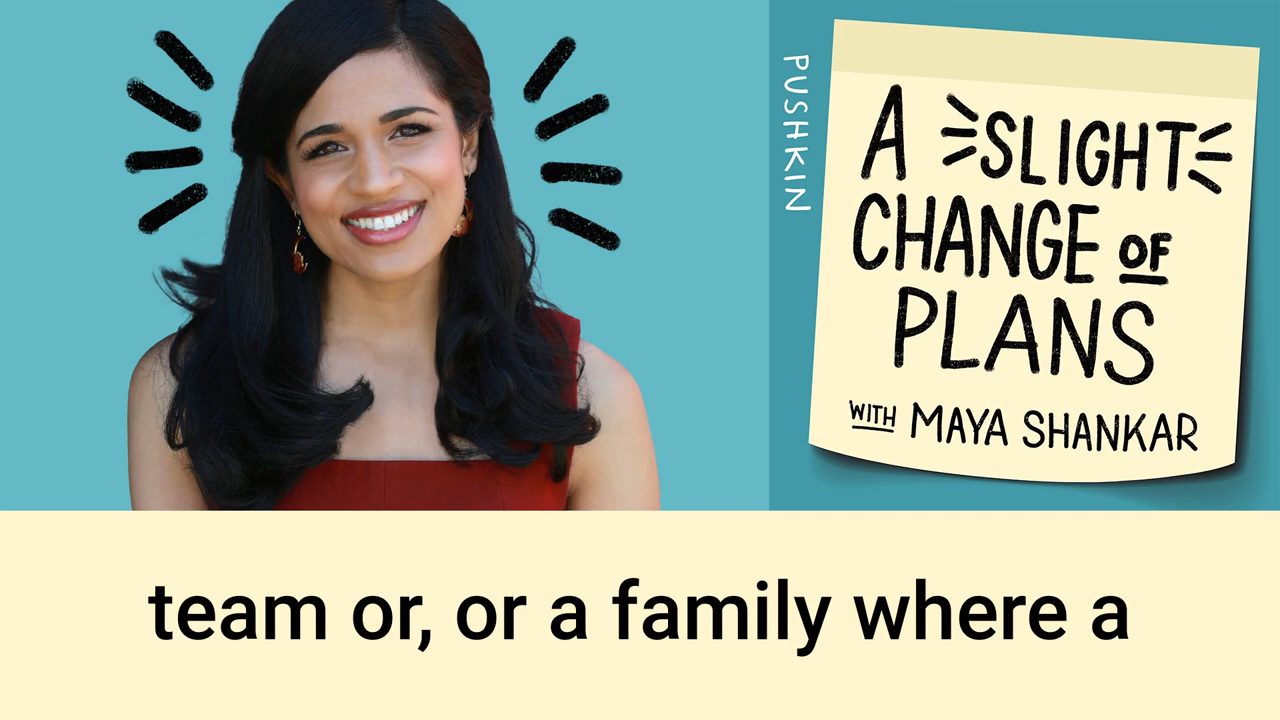 PUSHKIN
A SLIGHT
CHANGE OF
PLANS
WITH MAYA SHANKAR
team or, or a family where a